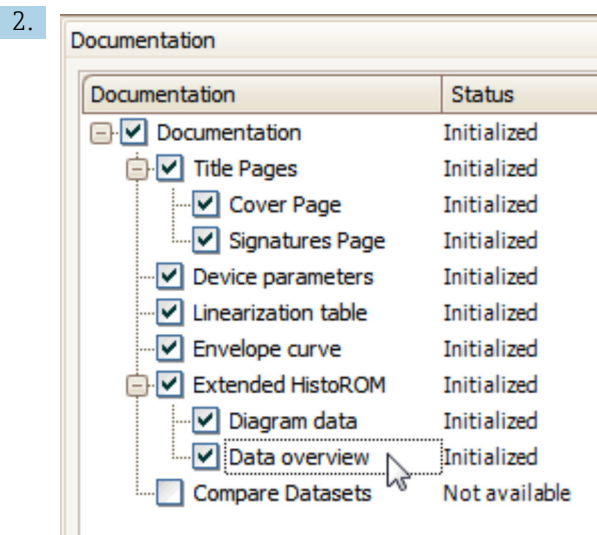 2.
Documentation
Documentation Status
Documentation Initialized
Title Pages Initialized
Cover Page Initialized
Signatures Page Initialized
Device parameters Initialized
Linearization table Initialized
Envelope curve Initialized
Extended HistoROM Initialized
Diagram data Initialized
Data overview Initialized
Compare Datasets Not available